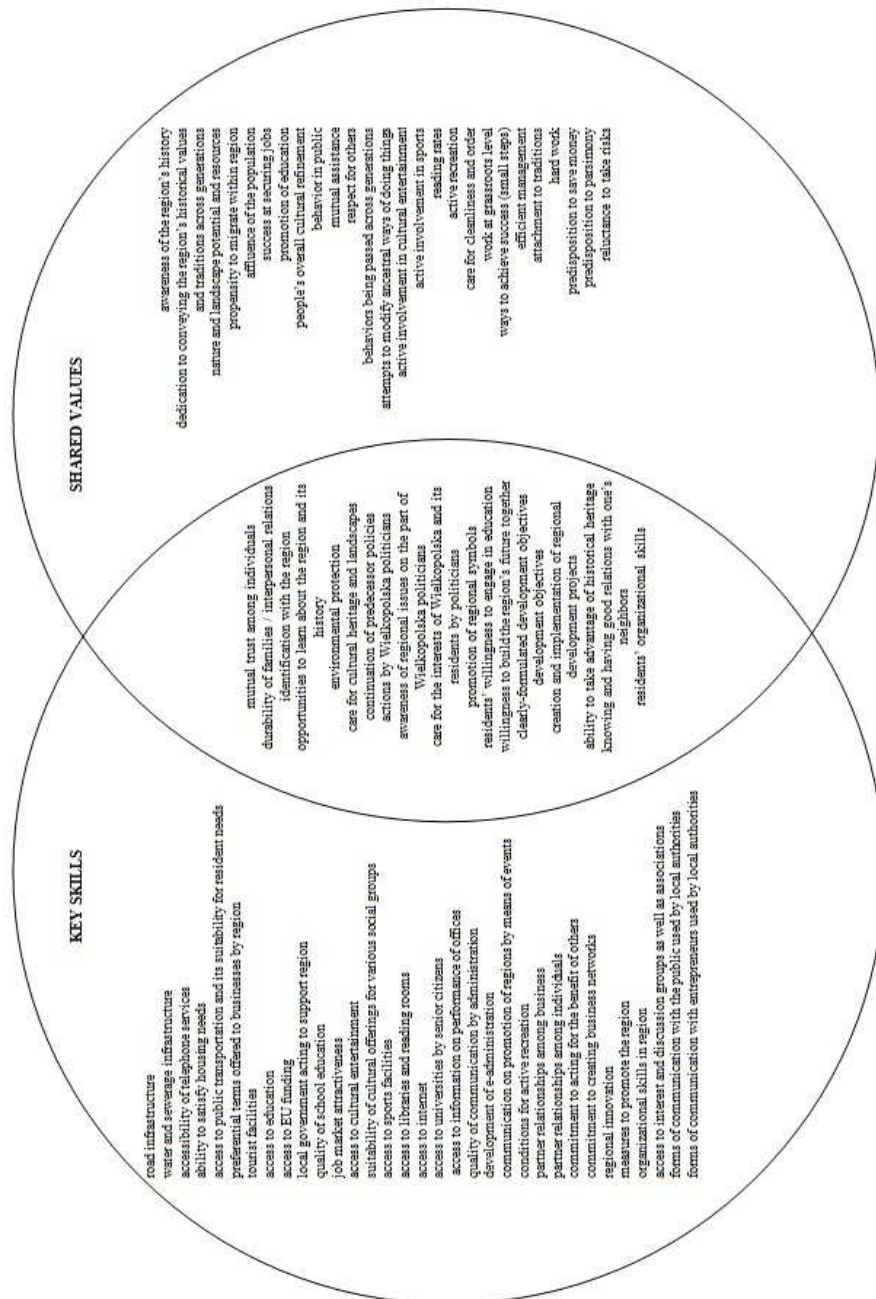 KEY SKILLS
road infrastructure
water and sewerage infrastructure
accessibility of telephone services
ability to satisfy housing needs
access to public transportation and its suitability for resident needs
preferential terms offered to businesses by region
tourist facilities
access to education
access to EU funding
local government acting to support region
quality of school education
job market attractiveness
access to cultural entertainment
suitability of cultural offerings for various social groups
access to sports facilities
access to libraries and reading rooms
access to internet
access to universities by senior citizens
access to information on performance of offices
quality of communication by administration
development of e-administration
communication on promotion of regions by means of events
conditions for active recreation
partner relationships among business
partner relationships among individuals
commitment to acting for the benefit of others
commitment to creating business networks
regional innovation
measures to promote the region
organizational skills in region
access to interest and discussion groups as well as associations
forms of communication with the public used by local authorities
forms of communication with entrepreneurs used by local authorities
mutual trust among individuals
durability of families / interpersonal relations
identification with the region
opportunities to learn about the region and its
history
environmental protection
care for cultural heritage and landscapes
continuation of predecessor policies
actions by Wielkopolska politicians
awareness of regional issues on the part of
Wielkopolska politicians
care for the interests of Wielkopolska and its
residents by politicians
promotion of regional symbols
residents' willingness to engage in education
willingness to build the region's future together
clearly-formulated development objectives
development objectives
creation and implementation of regional
development projects
ability to take advantage of historical heritage
knowing and having good relations with one's
neighbors
residents' organizational skills
SHARED VALUES
awareness of the region's history
dedication to conveying the region's historical values
and traditions across generations
nature and landscape potential and resources
propensity to migrate within region
affluence of the population
success at securing jobs
promotion of education
people's overall cultural refinement
behavior in public
mutual assistance
respect for others
behaviors being passed across generations
attempts to modify ancestral ways of doing things
active involvement in cultural entertainment
active involvement in sports
reading rates
active recreation
care for cleanliness and order
work at grassroots level
ways to achieve success (small steps)
efficient management
attachment to traditions
hard work
predisposition to save money
predisposition to parsimony
reluctance to take risks